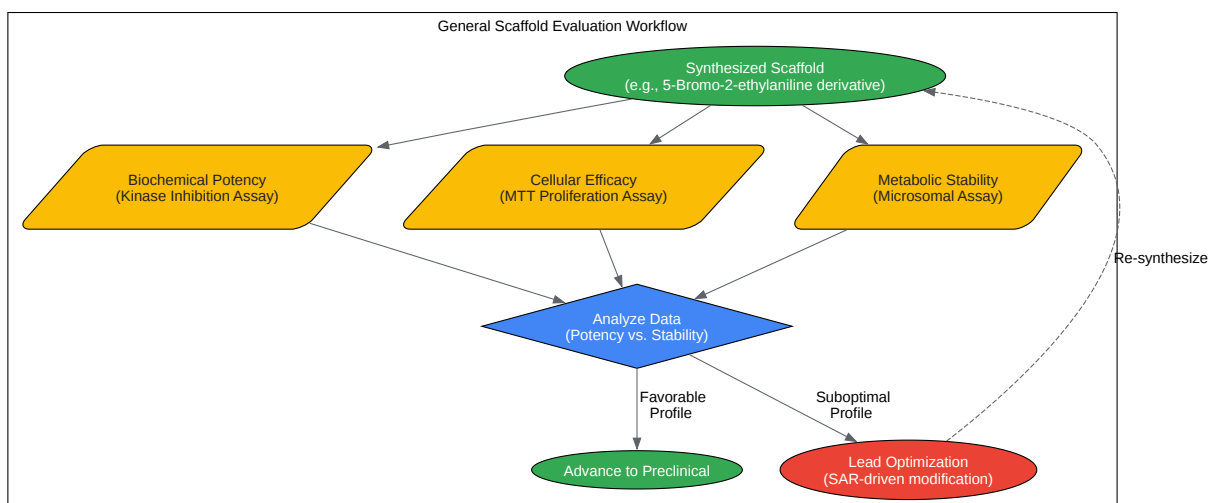 General Scaffold Evaluation Workflow
Synthesized Scaffold
(e.g., 5-Bromo-2-ethylaniline derivative)
Biochemical Potency
(Kinase Inhibition Assay)
Cellular Efficacy
(MTT Proliferation Assay)
Metabolic Stability
(Microsomal Assay)
Re-synthesize
Analyze Data
(Potency vs. Stability)
Favorable
Profile
Suboptimal
Profile
Advance to Preclinical
Lead Optimization
(SAR-driven modification)